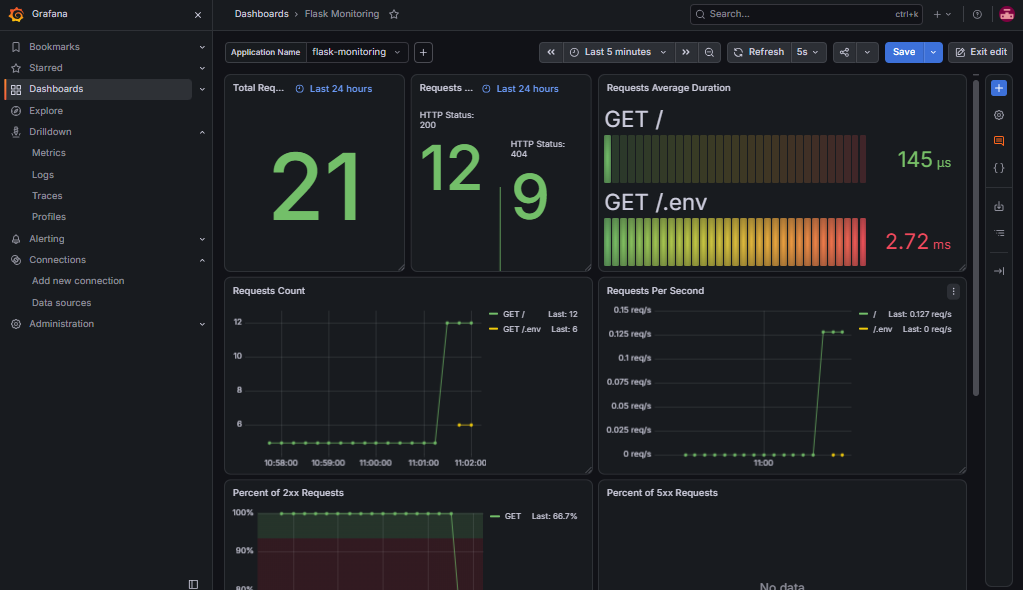 Grafana
Dashboards › Flask Monitoring
Search... ctrl+k
Bookmarks
Starred
Dashboards
Explore
Drilldown
Metrics
Logs
Traces
Profiles
Alerting
Connections
Add new connection
Data sources
Administration
Application Name flask-monitoring
Last 5 minutes
Refresh 5s
Save
Exit edit
Total Req... Last 24 hours
21
Requests ... Last 24 hours
HTTP Status:
200
12
HTTP Status:
404
9
Requests Average Duration
GET /
145 µs
GET /.env
2.72 ms
Requests Count
12
10
8
6
10:58:00 10:59:00 11:00:00 11:01:00 11:02:00
GET / Last: 12
GET /.env Last: 6
Requests Per Second
0.15 req/s
0.125 req/s
0.1 req/s
0.075 req/s
0.05 req/s
0.025 req/s
0 req/s
11:00
/ Last: 0.127 req/s
/.env Last: 0 req/s
Percent of 2xx Requests
100%
90%
80%
GET Last: 66.7%
Percent of 5xx Requests
No data